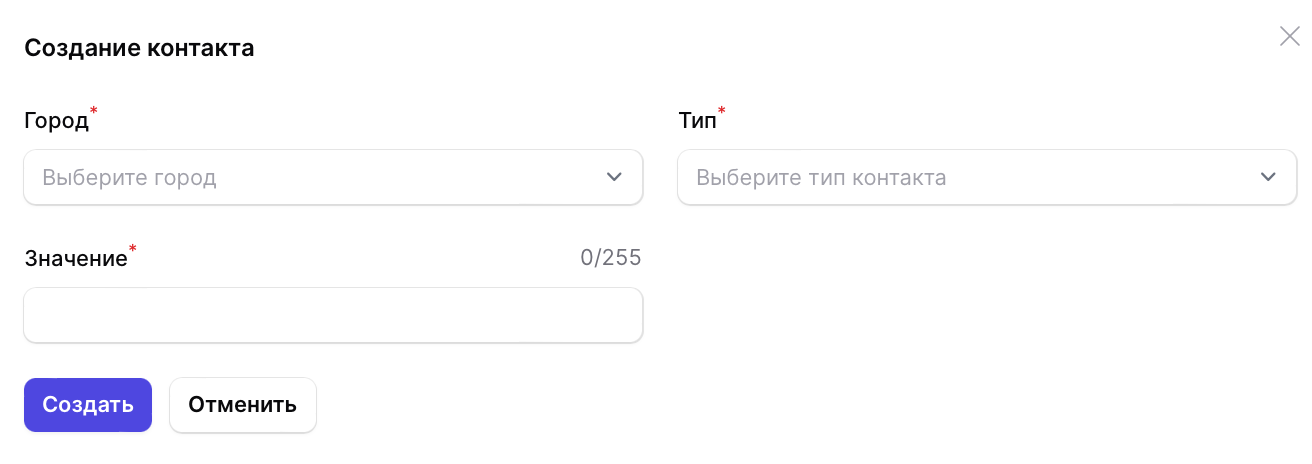 Создание контакта
Город*
Тип*
Выберите город
Выберите тип контакта
Значение*
0/255
Создать
Отменить